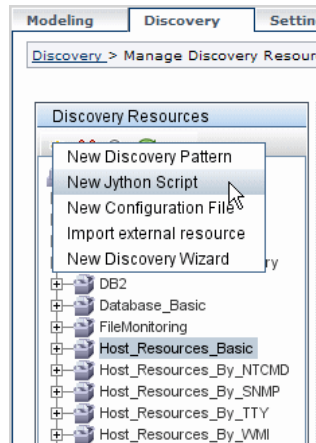 Modeling Discovery Settin
Discovery > Manage Discovery Resour
Discovery Resources
New Discovery Pattern
New Jython Script
New Configuration File
Import external resource
New Discovery Wizard
ry
DB2
Database_Basic
FileMonitoring
Host_Resources_Basic
Host_Resources_By_NTCMD
Host_Resources_By_SNMP
Host_Resources_By_TTY
Host_Resources_By_WMI